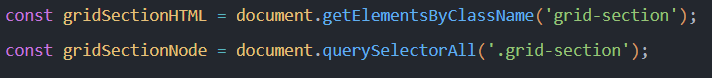 const gridSectionHTML = document.getElementsByClassName('grid-section');
const gridSectionNode = document.querySelectorAll('.grid-section');